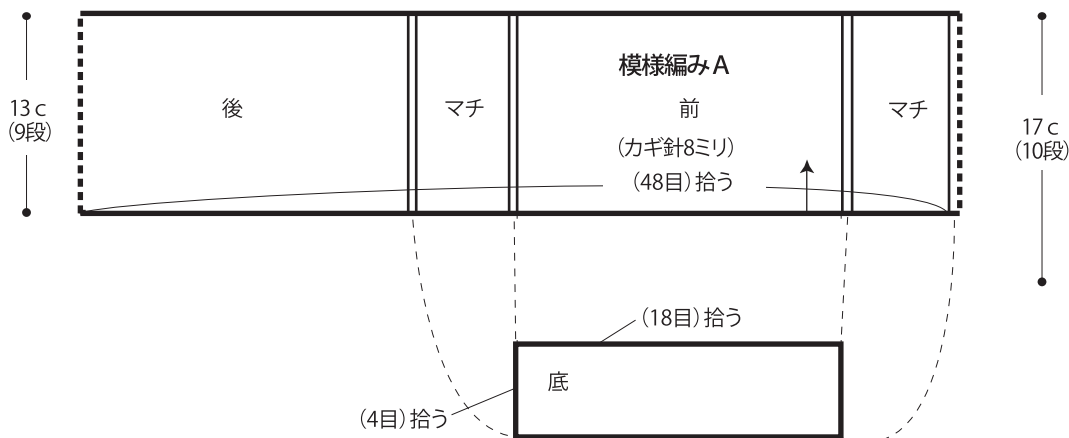 模様編みA
13c
(9段)
後
マチ
前
マチ
17c
(10段)
(カギ針8ミリ)
(48目)拾う
(18目)拾う
底
(4目)拾う